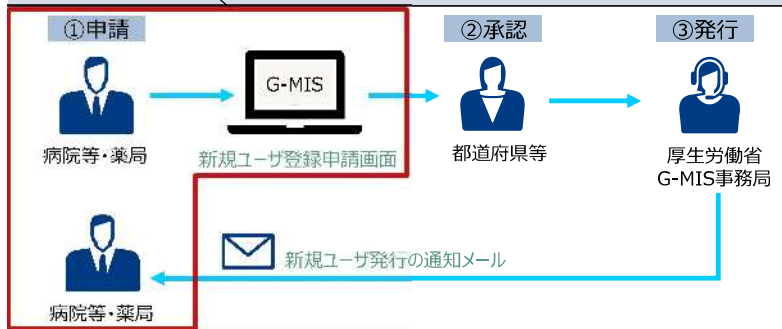 ①申請
②承認
③発行
G-MIS
病院等・薬局
新規ユーザ登録申請画面
都道府県等
厚生労働省
G-MIS事務局
新規ユーザ発行の通知メール
病院等・薬局